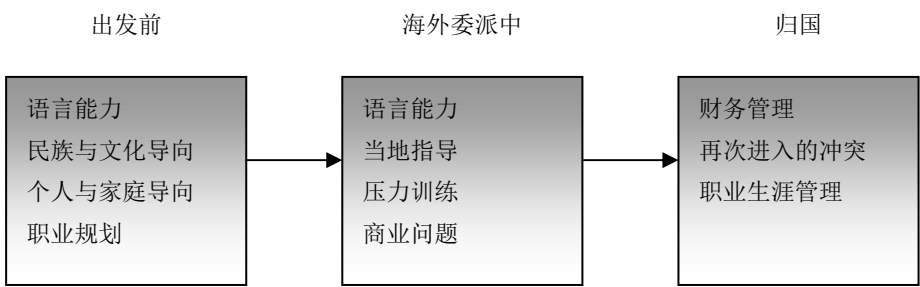 出发前
海外委派中
归国
语言能力
民族与文化导向
个人与家庭导向
职业规划
语言能力
当地指导
压力训练
商业问题
财务管理
再次进入的冲突
职业生涯管理